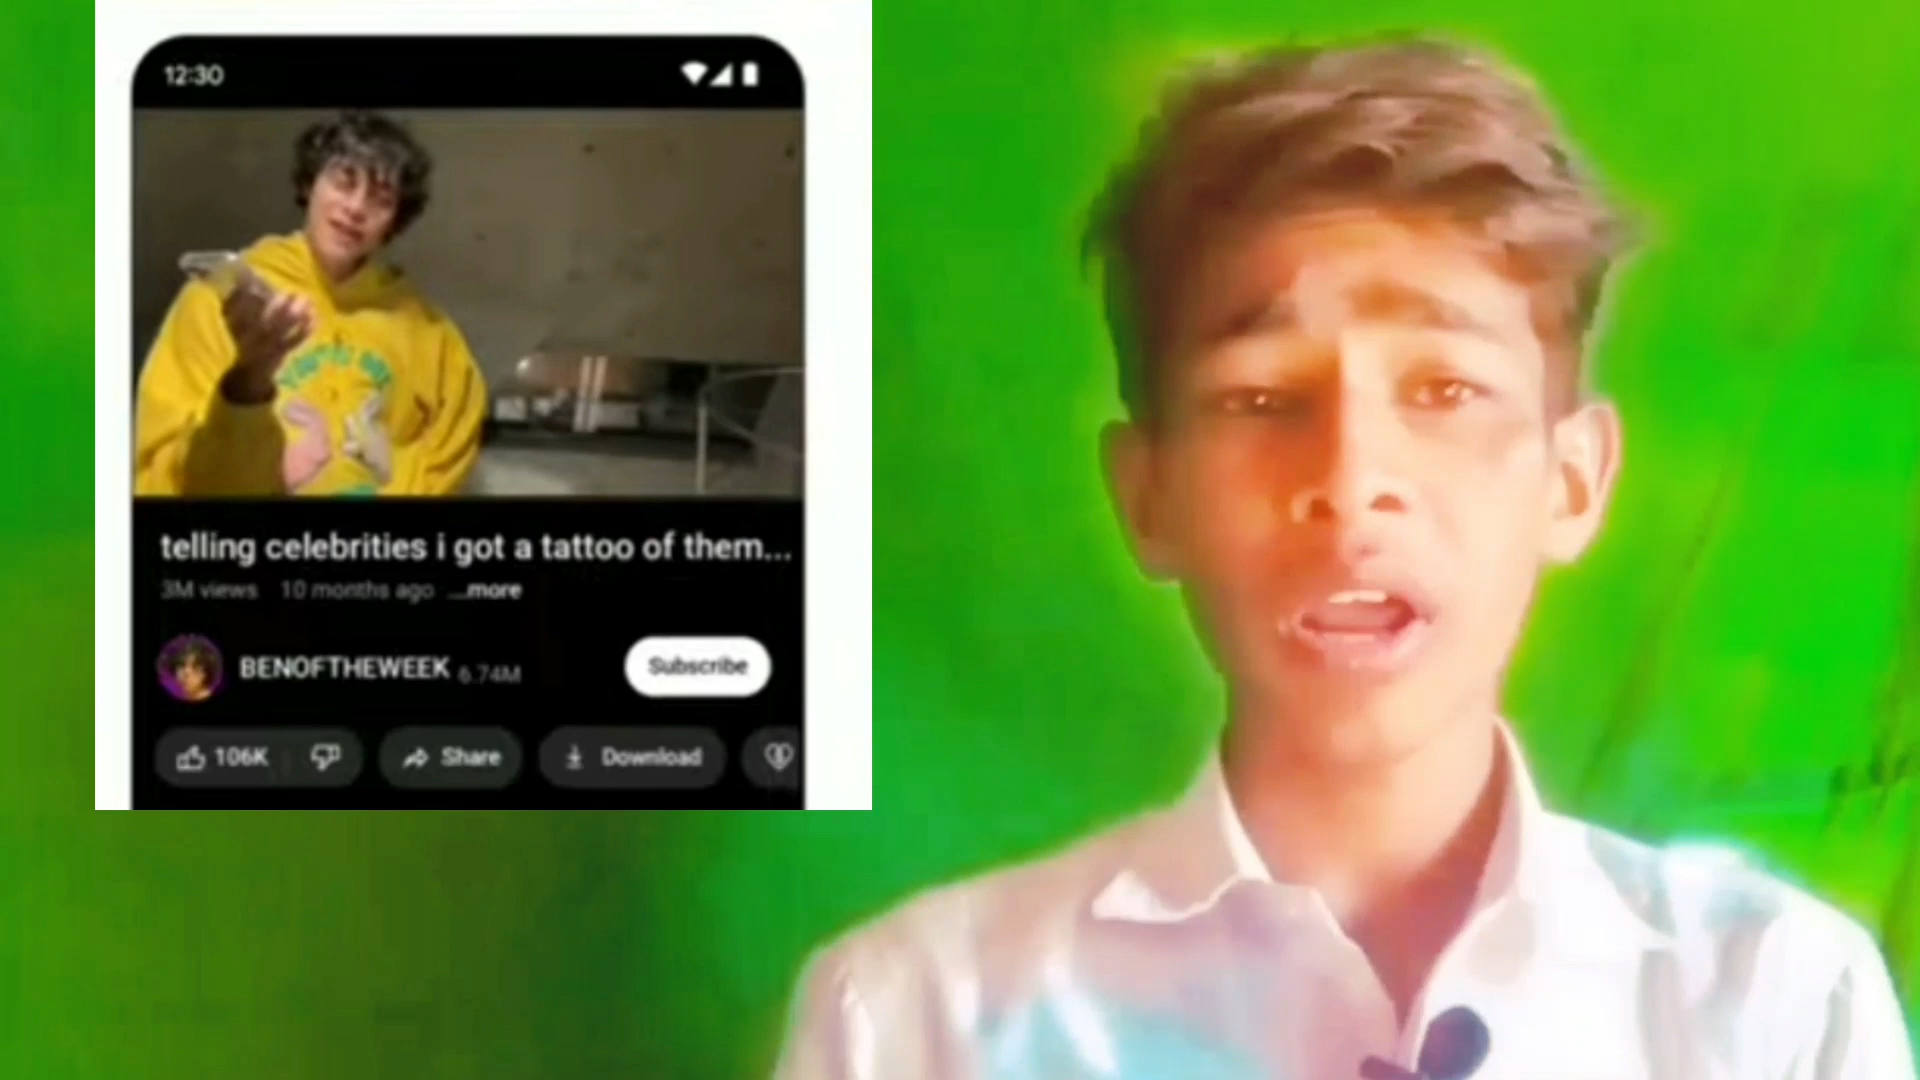 12:30
telling celebrities i got a tattoo of them...
3M views 10 months ago ...more
BENOFTHEWEEK 6.74M
Subscribe
106K Share Download